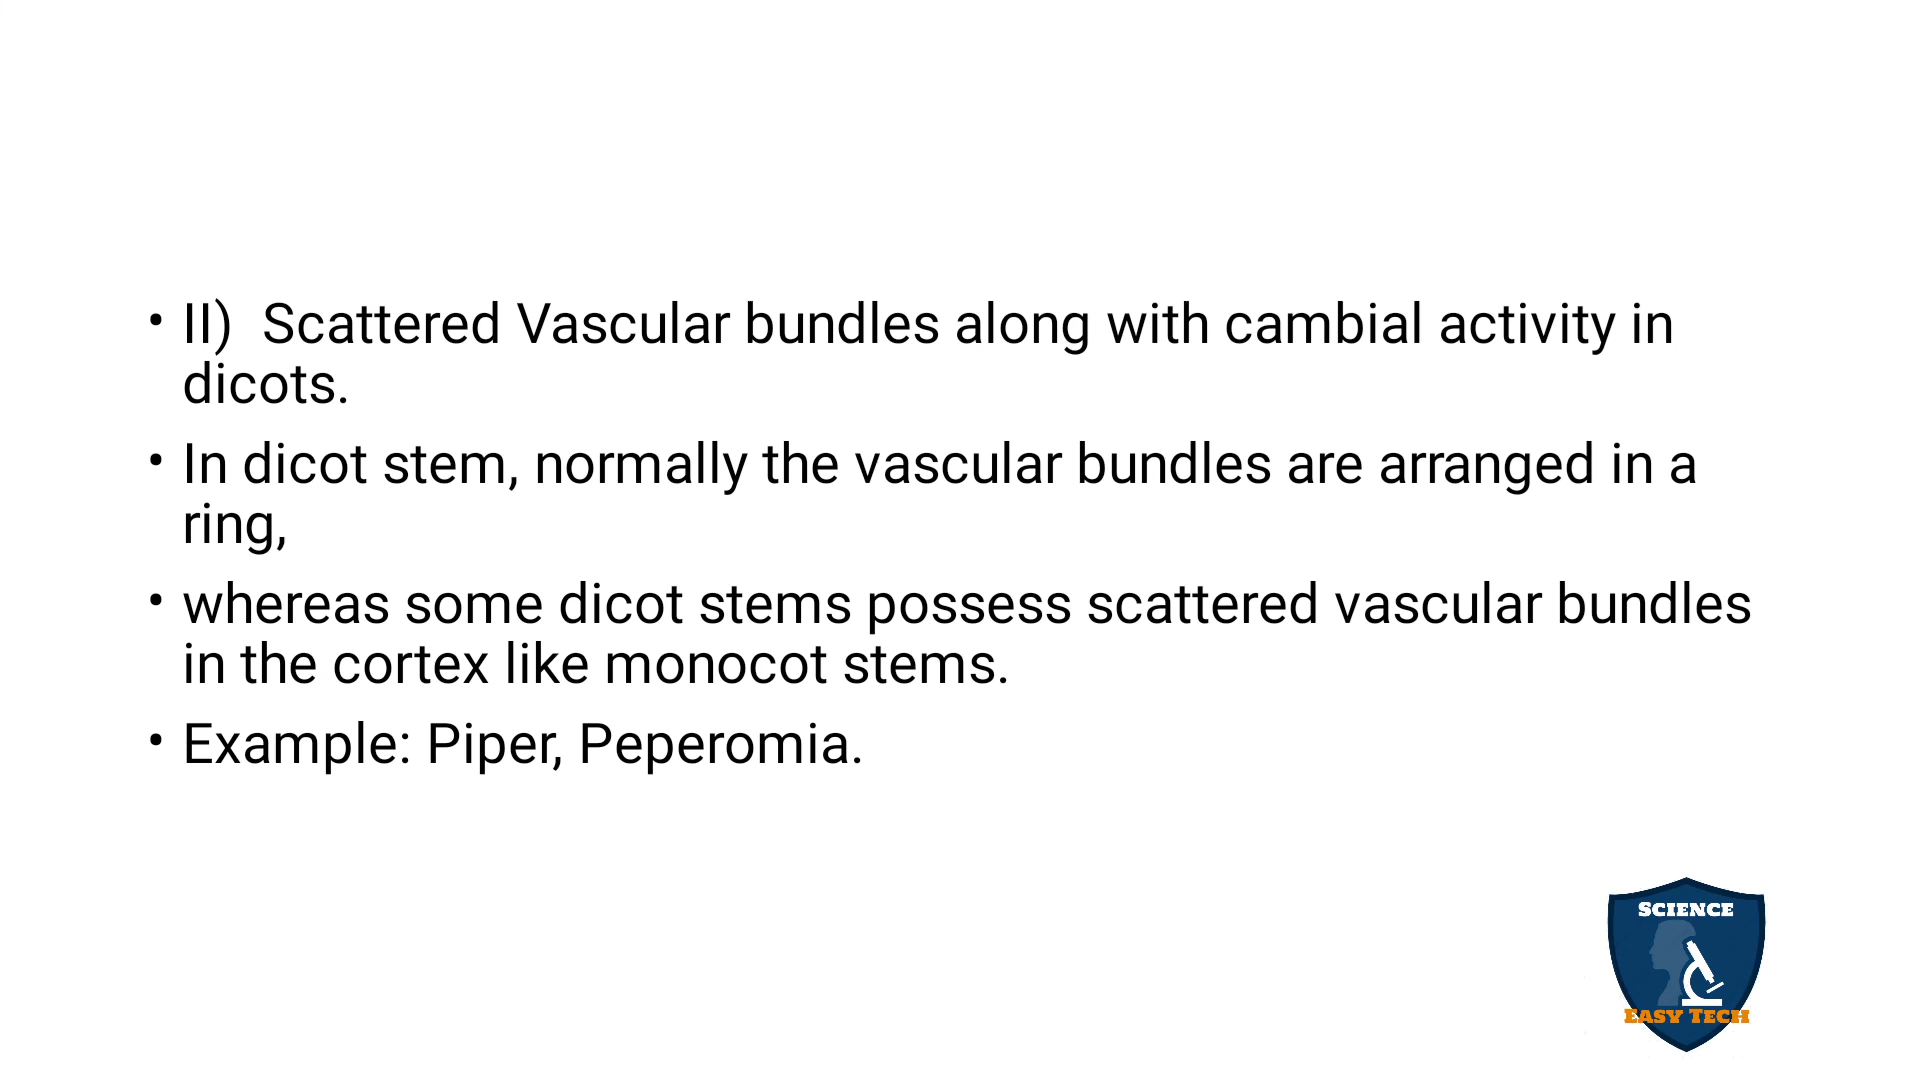 • II)  Scattered Vascular bundles along with cambial activity in
dicots.
• In dicot stem, normally the vascular bundles are arranged in a
ring,
• whereas some dicot stems possess scattered vascular bundles
in the cortex like monocot stems.
• Example: Piper, Peperomia.
SCIENCE
EASY TECH